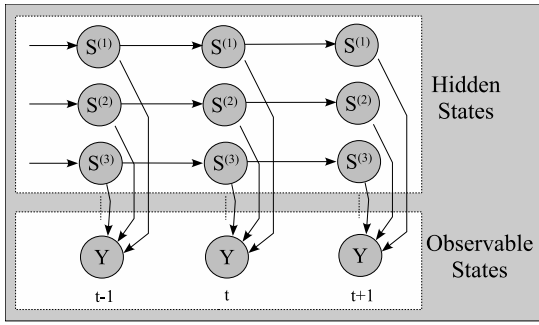 S(1) S(1) S(1)
S(2) S(2) S(2)
S(3) S(3) S(3)
Hidden
States
Y Y Y
Observable
States
t-1 t t+1